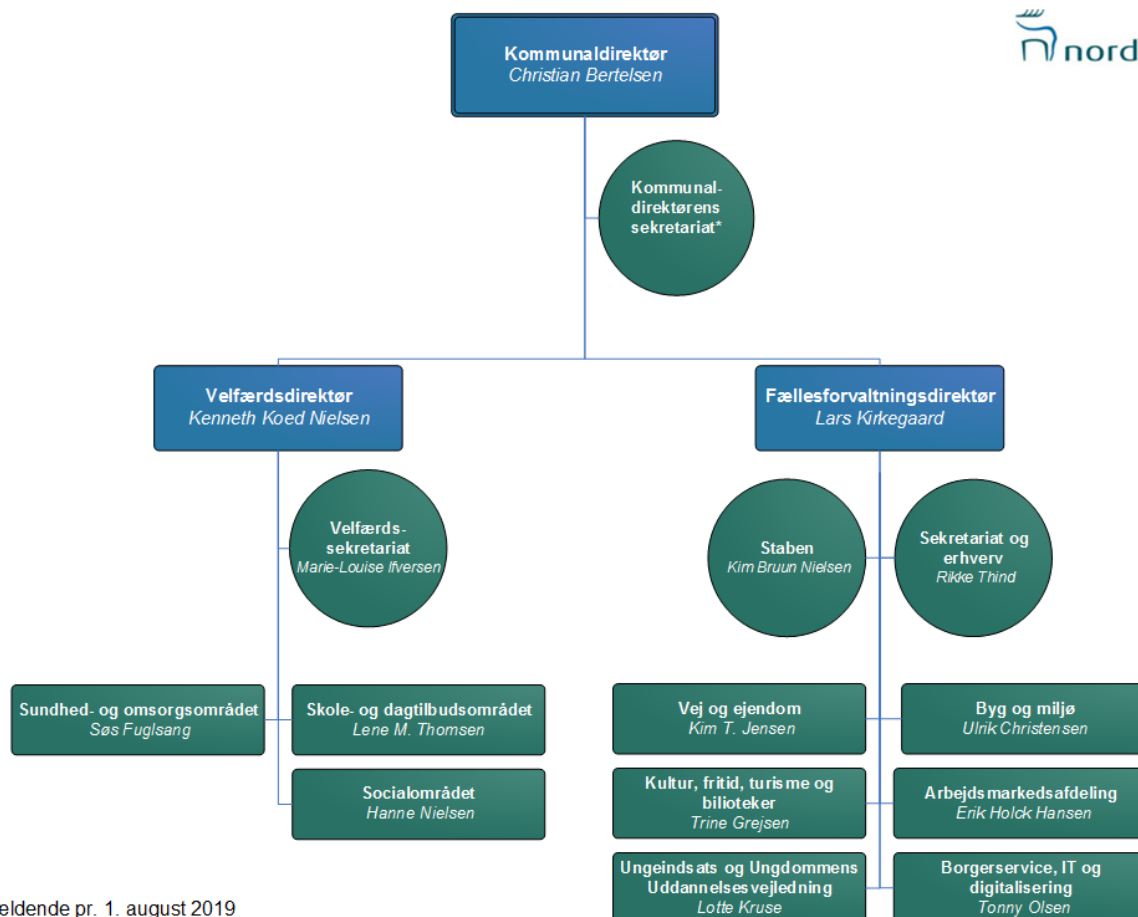 nord
Kommunaldirektør
Christian Bertelsen
Kommunal-
direktørens
sekretariat*
Velfærdsdirektør
Kenneth Koed Nielsen
Fællesforvaltningsdirektør
Lars Kirkegaard
Velfærds-
sekretariat
Marie-Louise Ifversen
Staben
Kim Bruun Nielsen
Sekretariat og
erhverv
Rikke Thind
Sundhed- og omsorgsområdet
Søs Fuglsang
Skole- og dagtilbudsområdet
Lene M. Thomsen
Vej og ejendom
Kim T. Jensen
Byg og miljø
Ulrik Christensen
Socialområdet
Hanne Nielsen
Kultur, fritid, turisme og
bilioteker
Trine Grejsen
Arbejdsmarkedsafdeling
Erik Holck Hansen
Ungeindsats og Ungdommens
Uddannelsesvejledning
Lotte Kruse
Borgerservice, IT og
digitalisering
Tonny Olsen
eldende pr. 1. august 2019